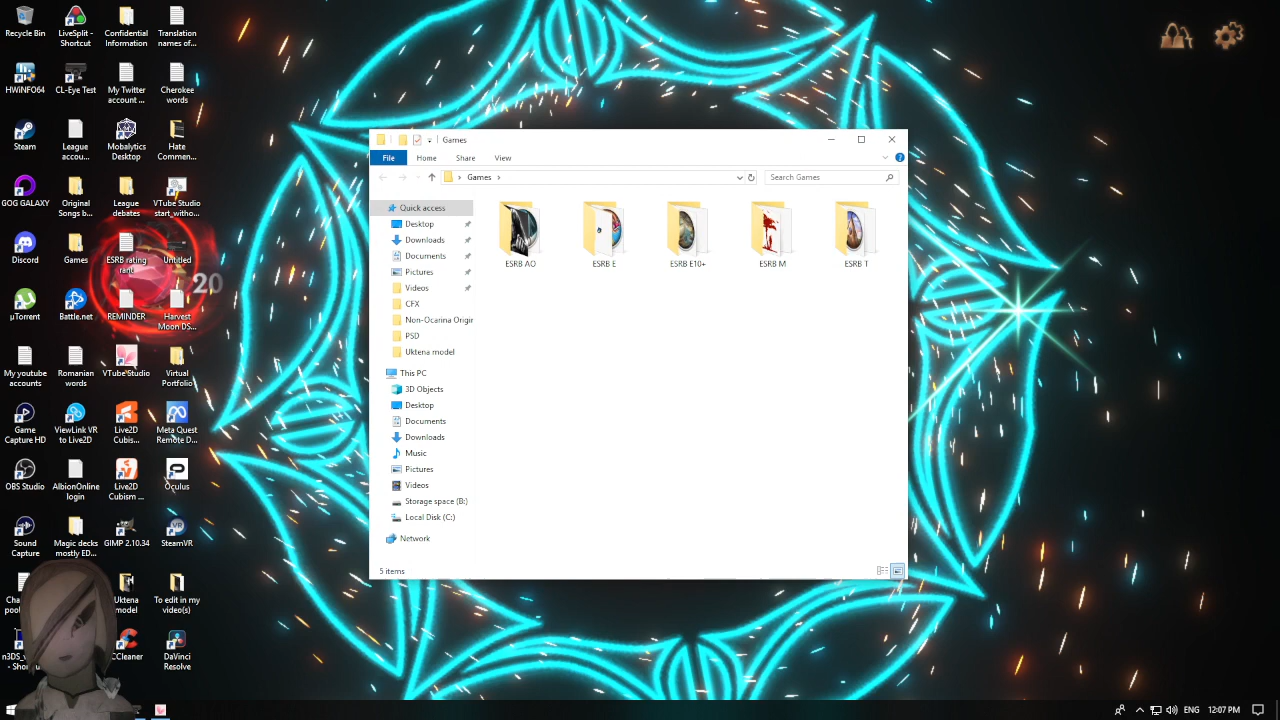 Recycle Bin
LiveSplit -
Shortcut
Confidential
Information
Translation
names of...
HWiNFO64
CL-Eye Test
My Twitter
account ...
Cherokee
words
Steam
League
accou...
Mobalytics
Desktop
Hate
Comme...
GOG GALAXY
Original
Songs b...
League
debates
VTube Studio
start_witho...
Discord
Games
ESRB rating
rant
Untitled
20
µTorrent
Battle.net
REMINDER
Harvest
Moon DS...
My youtube
accounts
Romanian
words
VTube Studio
Virtual
Portfolio
Game
Capture HD
ViewLink VR
to Live2D
Live2D
Cubi...
Meta Quest
Remote D...
OBS Studio
AlbionOnline
login
Live2D
Cubism ...
Oculus
Sound
Capture
Magic decks
mostly ED...
GIMP 2.10.34
SteamVR
Uktena
model
To edit in my
video(s)
CCleaner
DaVinci
Resolve
Games
File
Home
Share
View
Games
Search Games
Quick access
Desktop
Downloads
Documents
Pictures
Videos
CFX
Non-Ocarina Origin
PSD
Uktena model
This PC
3D Objects
Desktop
Documents
Downloads
Music
Pictures
Videos
Storage space (B:)
Local Disk (C:)
Network
ESRB AO
ESRB E
ESRB E10+
ESRB M
ESRB T
5 items
ENG
12:07 PM